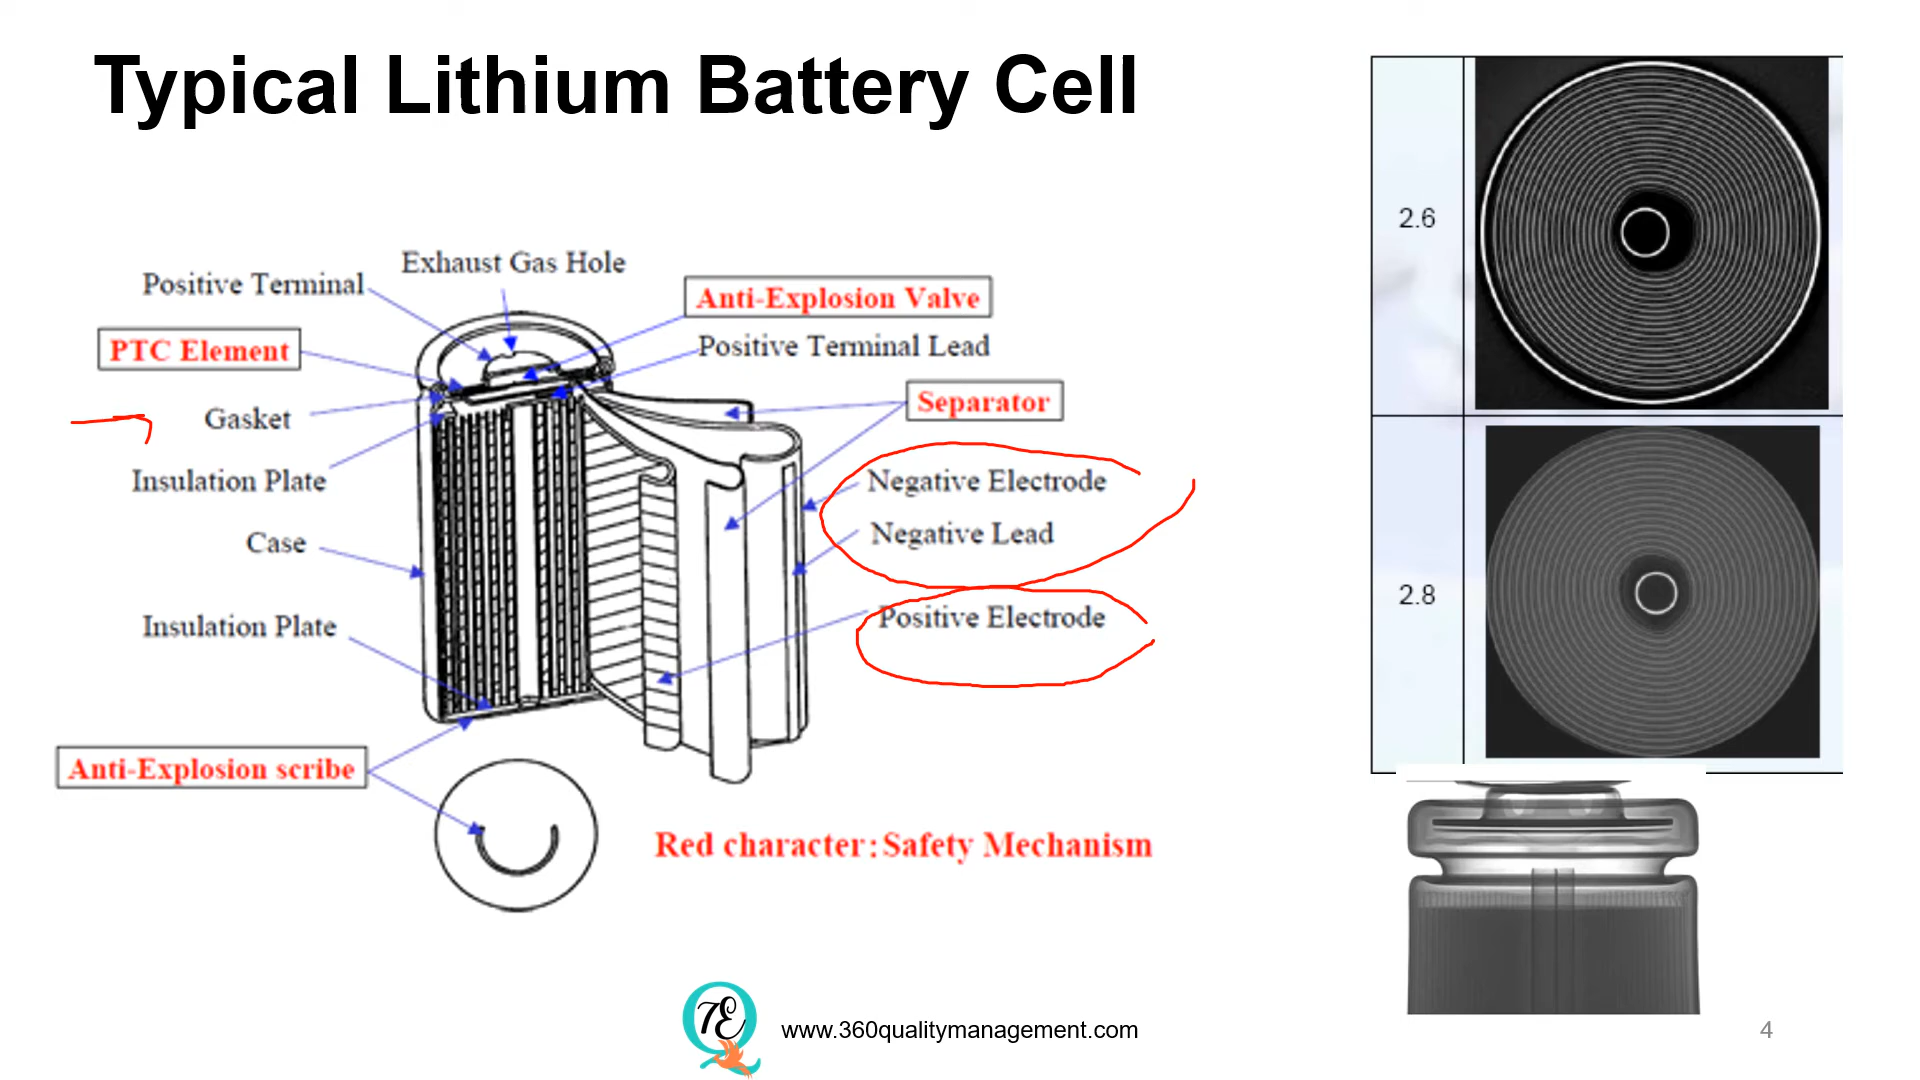 Typical Lithium Battery Cell
Exhaust Gas Hole
Positive Terminal
Anti-Explosion Valve
PTC Element
Positive Terminal Lead
Gasket
Separator
Insulation Plate
Negative Electrode
Case
Negative Lead
Insulation Plate
Positive Electrode
Anti-Explosion scribe
Red character: Safety Mechanism
2.6
2.8
7E
www.360qualitymanagement.com
4